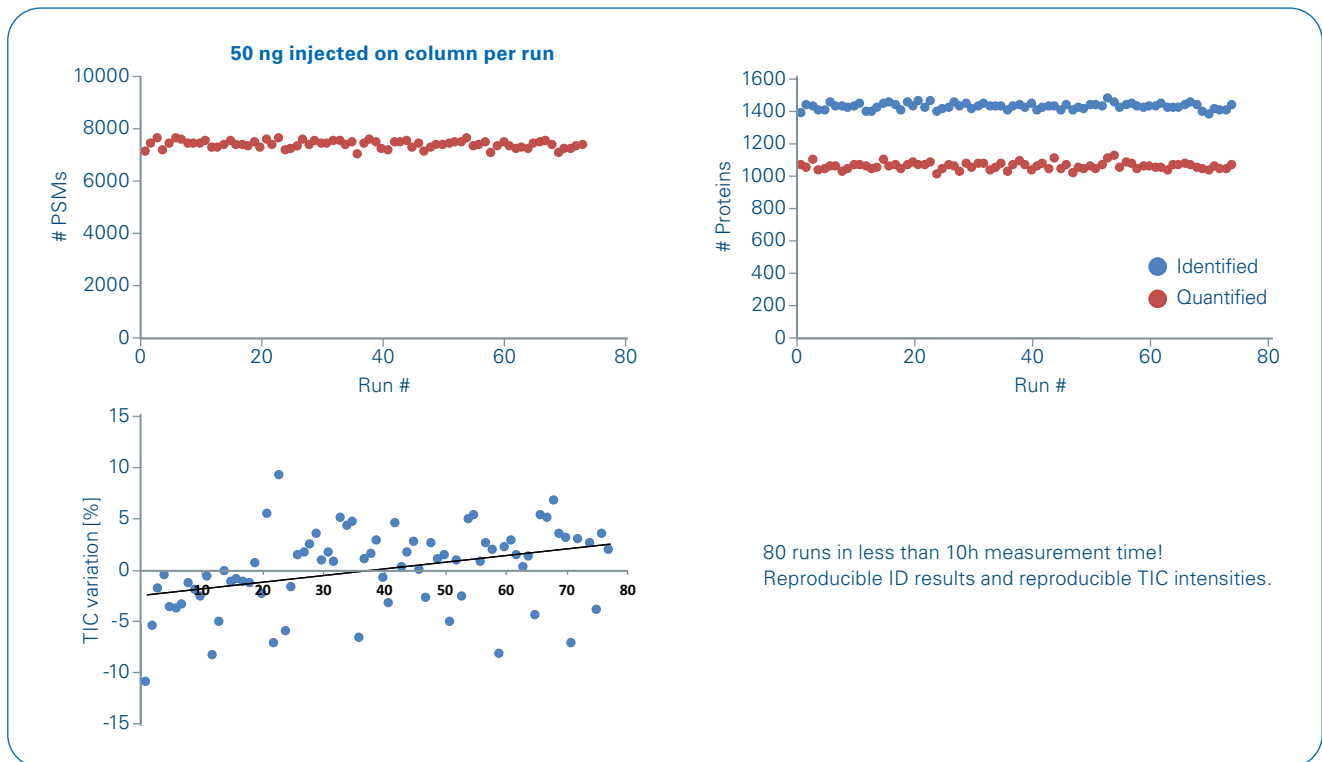 50 ng injected on column per run
10000
8000
6000
4000
2000
0
# PSMs
0 20 40 60 80
Run #
1600
1400
1200
1000
800
600
400
200
0
# Proteins
Identified
Quantified
0 20 40 60 80
Run #
15
10
5
0
-5
-10
-15
TIC variation [%]
10 20 30 40 50 60 70 80
80 runs in less than 10h measurement time!
Reproducible ID results and reproducible TIC intensities.